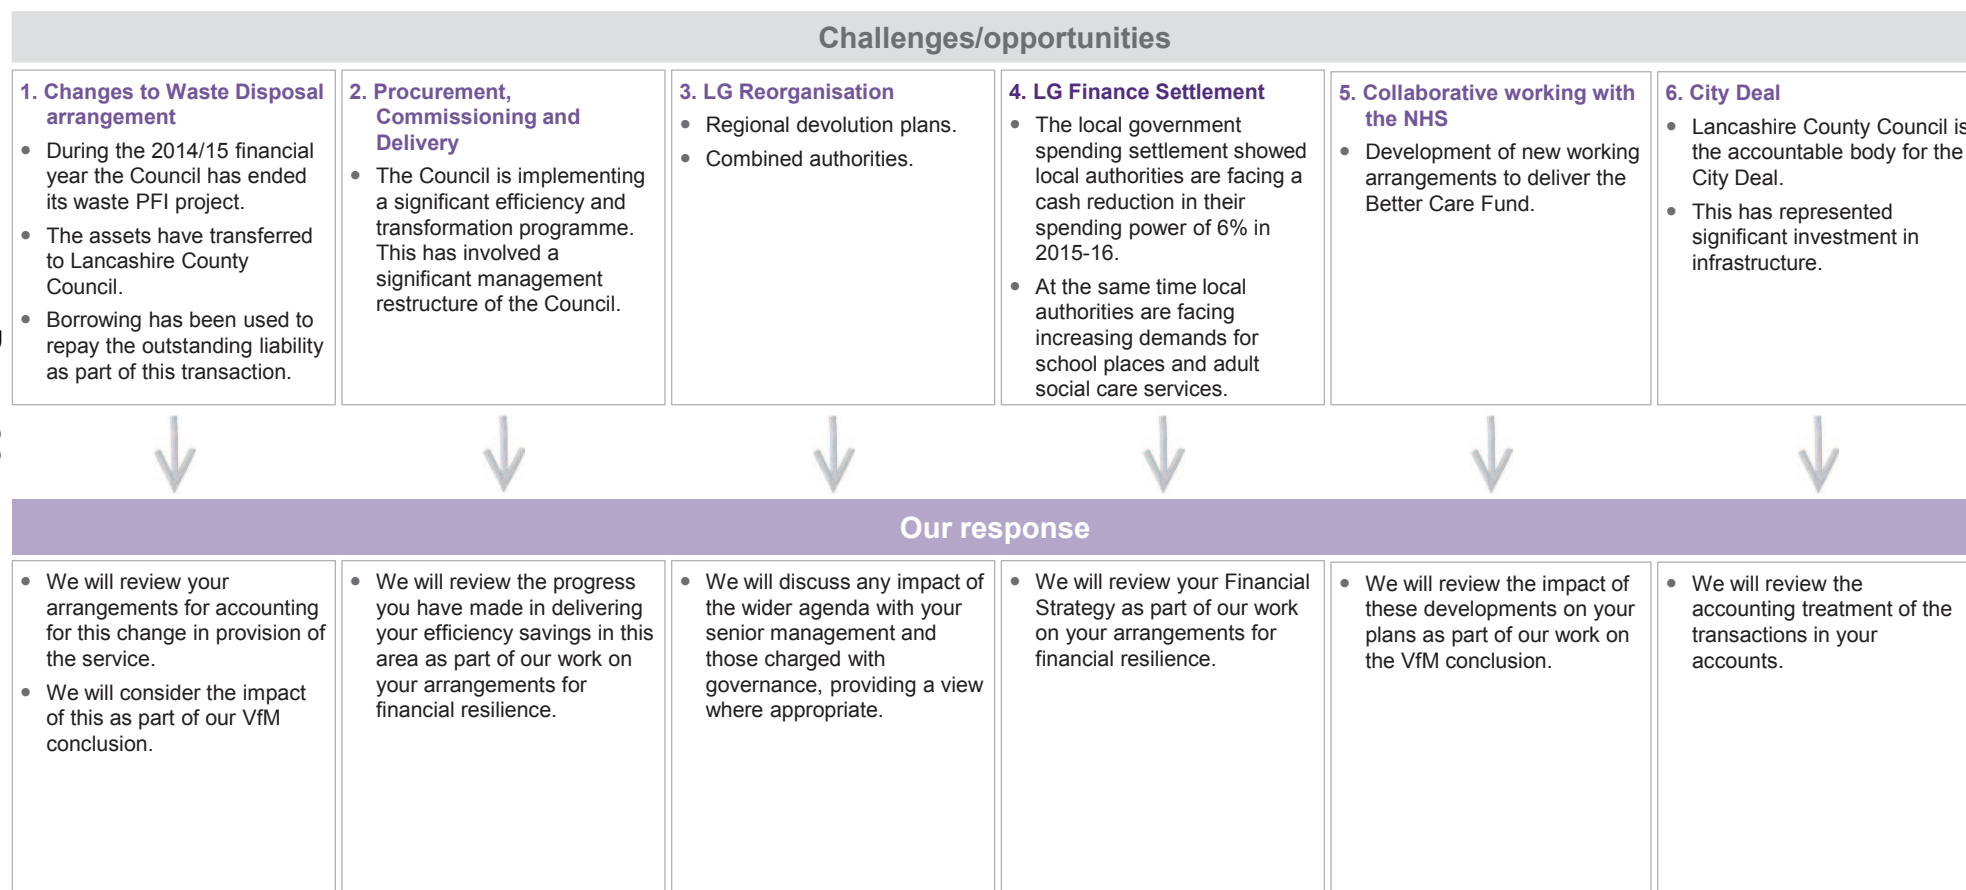 Challenges/opportunities
1. Changes to Waste Disposal
arrangement
• During the 2014/15 financial
year the Council has ended
its waste PFI project.
• The assets have transferred
to Lancashire County
Council.
• Borrowing has been used to
repay the outstanding liability
as part of this transaction.
2. Procurement,
Commissioning and
Delivery
• The Council is implementing
a significant efficiency and
transformation programme.
This has involved a
significant management
restructure of the Council.
3. LG Reorganisation
• Regional devolution plans.
• Combined authorities.
4. LG Finance Settlement
• The local government
spending settlement showed
local authorities are facing a
cash reduction in their
spending power of 6% in
2015-16.
• At the same time local
authorities are facing
increasing demands for
school places and adult
social care services.
5. Collaborative working with
the NHS
• Development of new working
arrangements to deliver the
Better Care Fund.
6. City Deal
• Lancashire County Council is
the accountable body for the
City Deal.
• This has represented
significant investment in
infrastructure.
Our response
• We will review your
arrangements for accounting
for this change in provision of
the service.
• We will consider the impact
of this as part of our VfM
conclusion.
• We will review the progress
you have made in delivering
your efficiency savings in this
area as part of our work on
your arrangements for
financial resilience.
• We will discuss any impact of
the wider agenda with your
senior management and
those charged with
governance, providing a view
where appropriate.
• We will review your Financial
Strategy as part of our work
on your arrangements for
financial resilience.
• We will review the impact of
these developments on your
plans as part of our work on
the VfM conclusion.
• We will review the
accounting treatment of the
transactions in your
accounts.